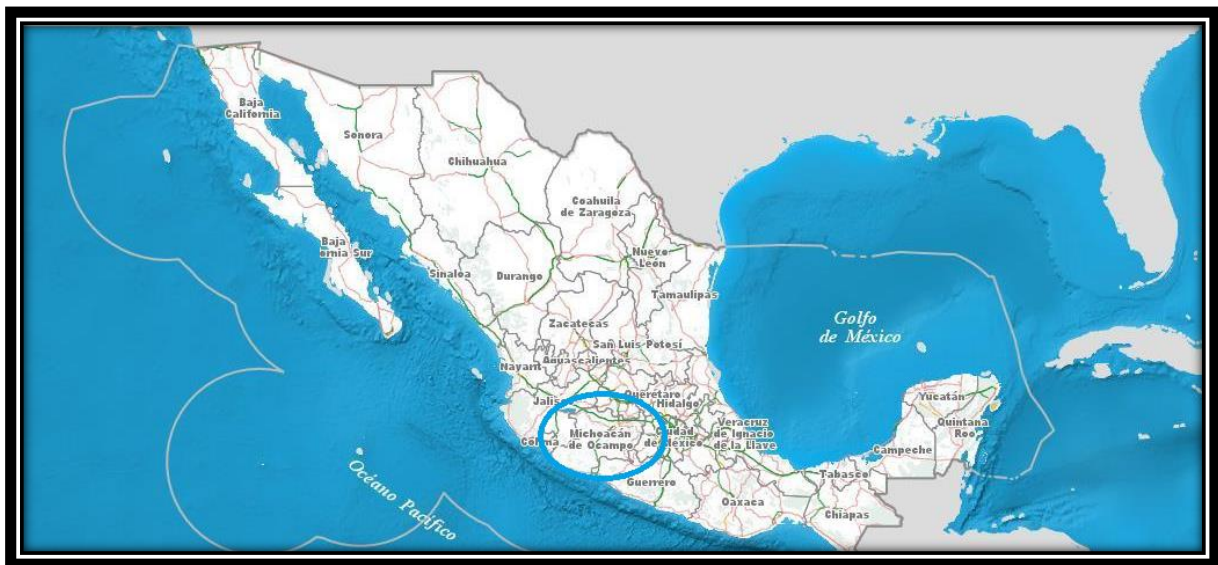 Baja
California
Sonora
Chihuahua
Coahuila
de Zaragoza
Baja
ornia Sur
Sinaloa
Durango
Nuevo
León
Tamaulipas
Zacatecas
San Luis Potosí
Aguascalientes
Nayarit
Golfo
de México
Jalisc
Querétaro
Hidalgo
Michoacán
de Ocampo
Colima
Ciudad
de México
Veracruz
de Ignacio
de la Llave
Yucatán
Quintana
Roo
Campeche
Tabasco
Guerrero
Oaxaca
Chiapas
Océano Pacífico